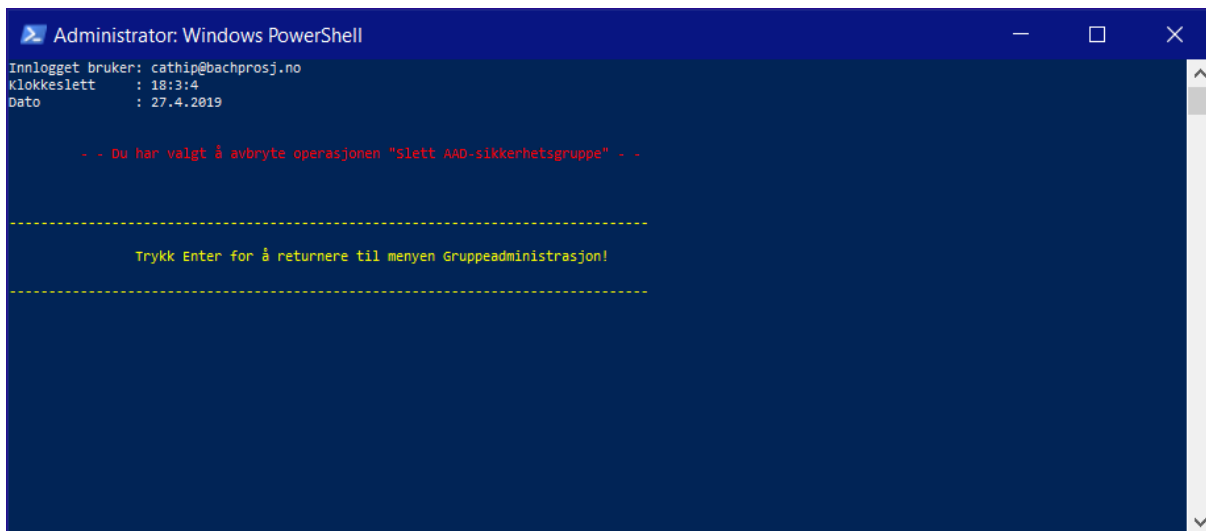 Administrator: Windows PowerShell
Innlogget bruker: cathip@bachprosj.no
Klokkeslett : 18:3:4
Dato : 27.4.2019
- - Du har valgt å avbryte operasjonen "Slett AAD-sikkerhetsgruppe" - -
--------------------------------------------------------------------------------
Trykk Enter for å returnere til menyen Gruppeadministrasjon!
--------------------------------------------------------------------------------